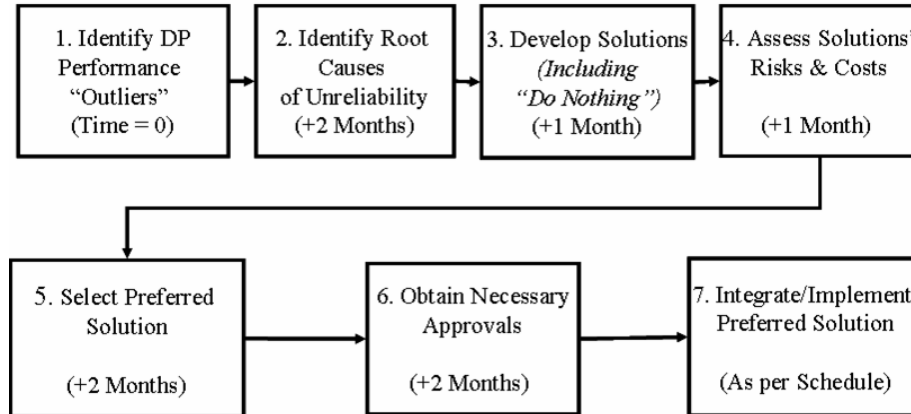 1. Identify DP
Performance
“Outliers”
(Time = 0)
2. Identify Root
Causes
of Unreliability
(+2 Months)
3. Develop Solutions
(Including
“Do Nothing”)
(+1 Month)
4. Assess Solutions’
Risks & Costs
(+1 Month)
5. Select Preferred
Solution
(+2 Months)
6. Obtain Necessary
Approvals
(+2 Months)
7. Integrate/Implement
Preferred Solution
(As per Schedule)